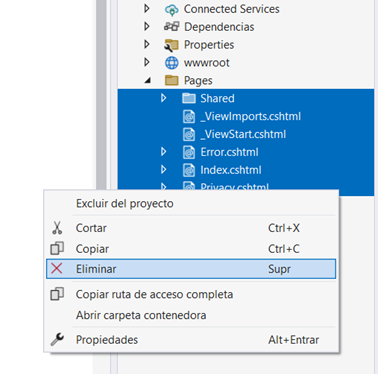 Connected Services
Dependencias
Properties
wwwroot
Pages
Shared
_ViewImports.cshtml
_ViewStart.cshtml
Error.cshtml
Index.cshtml
Privacy.cshtml
Excluir del proyecto
Cortar Ctrl+X
Copiar Ctrl+C
Eliminar Supr
Copiar ruta de acceso completa
Abrir carpeta contenedora
Propiedades Alt+Entrar